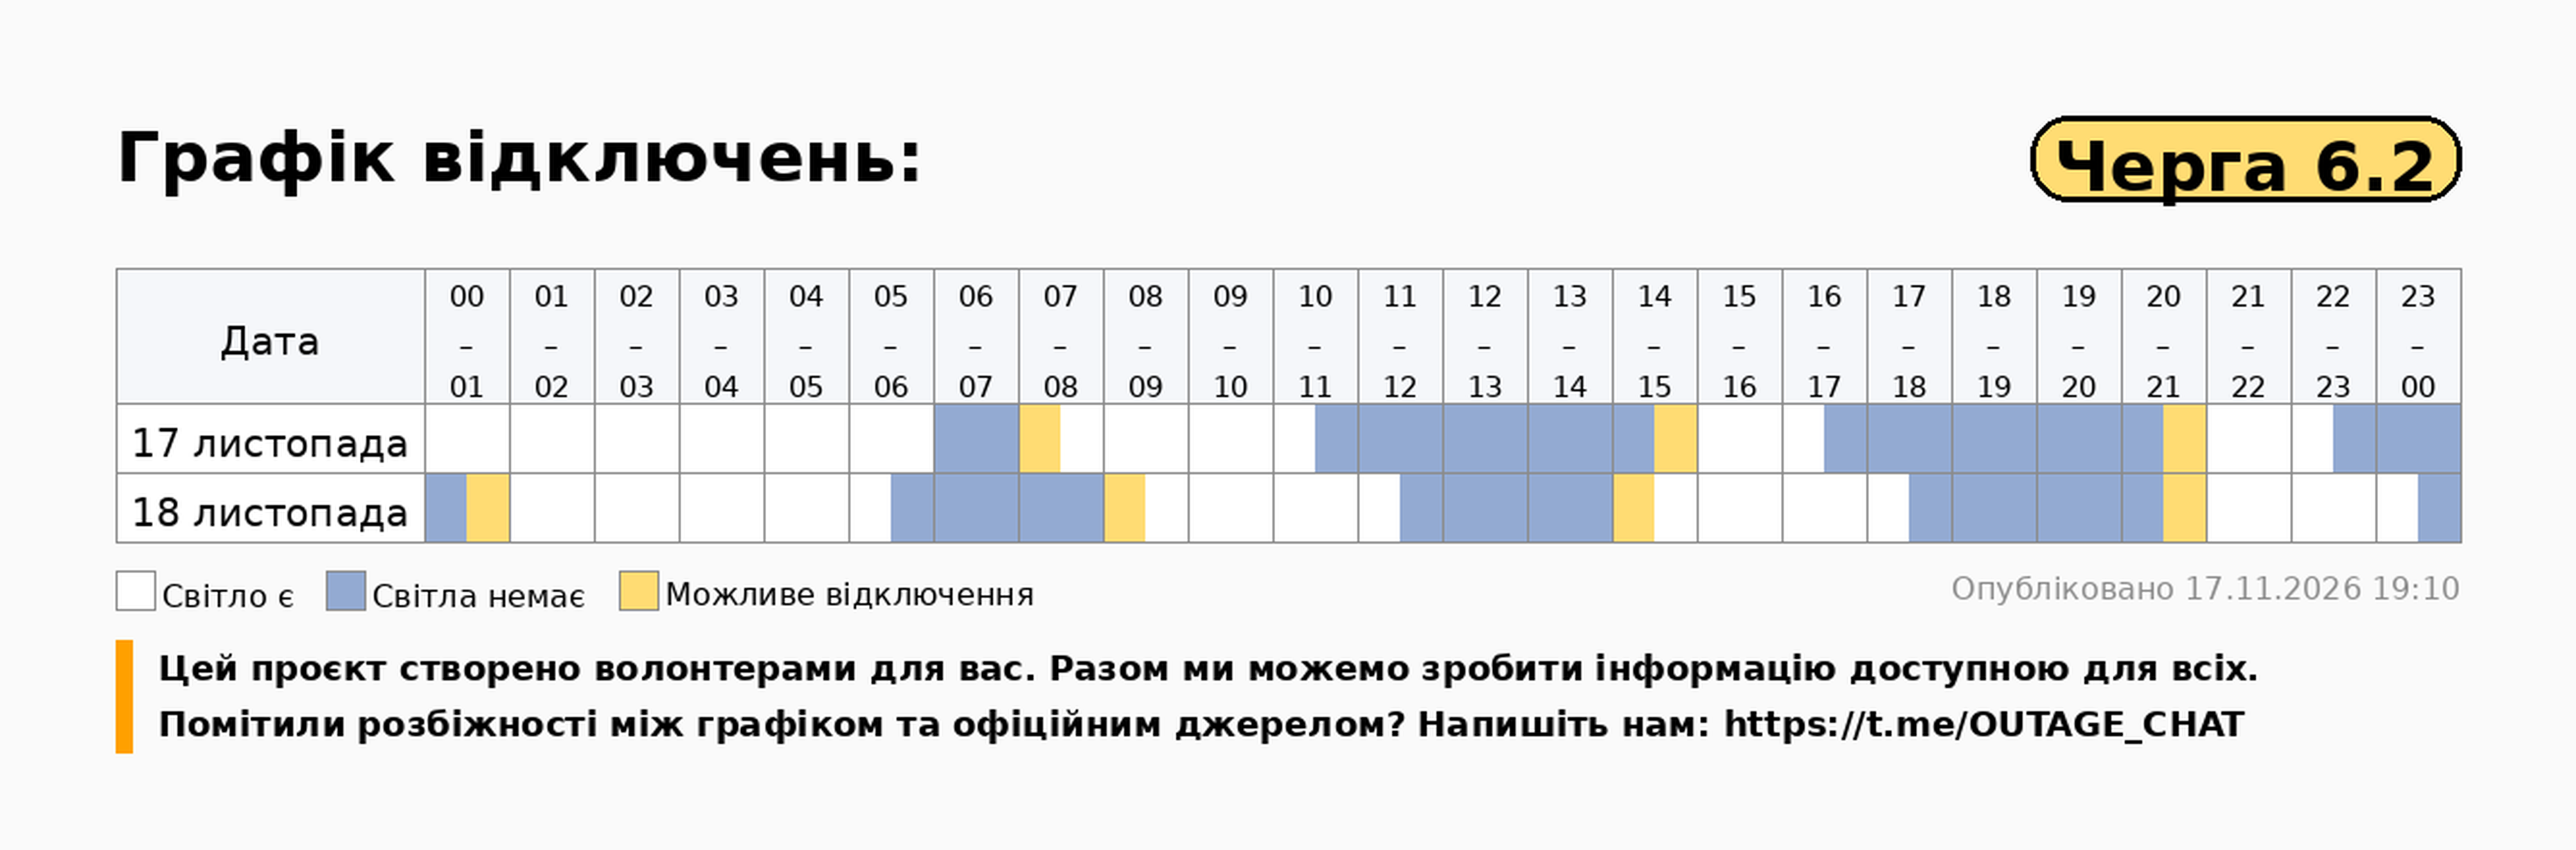 Графік відключень:
Черга 6.2
Дата
00 – 01
01 – 02
02 – 03
03 – 04
04 – 05
05 – 06
06 – 07
07 – 08
08 – 09
09 – 10
10 – 11
11 – 12
12 – 13
13 – 14
14 – 15
15 – 16
16 – 17
17 – 18
18 – 19
19 – 20
20 – 21
21 – 22
22 – 23
23 – 00
17 листопада
18 листопада
Світло є
Світла немає
Можливе відключення
Опубліковано 17.11.2026 19:10
Цей проєкт створено волонтерами для вас. Разом ми можемо зробити інформацію доступною для всіх.
Помітили розбіжності між графіком та офіційним джерелом? Напишіть нам: https://t.me/OUTAGE_CHAT